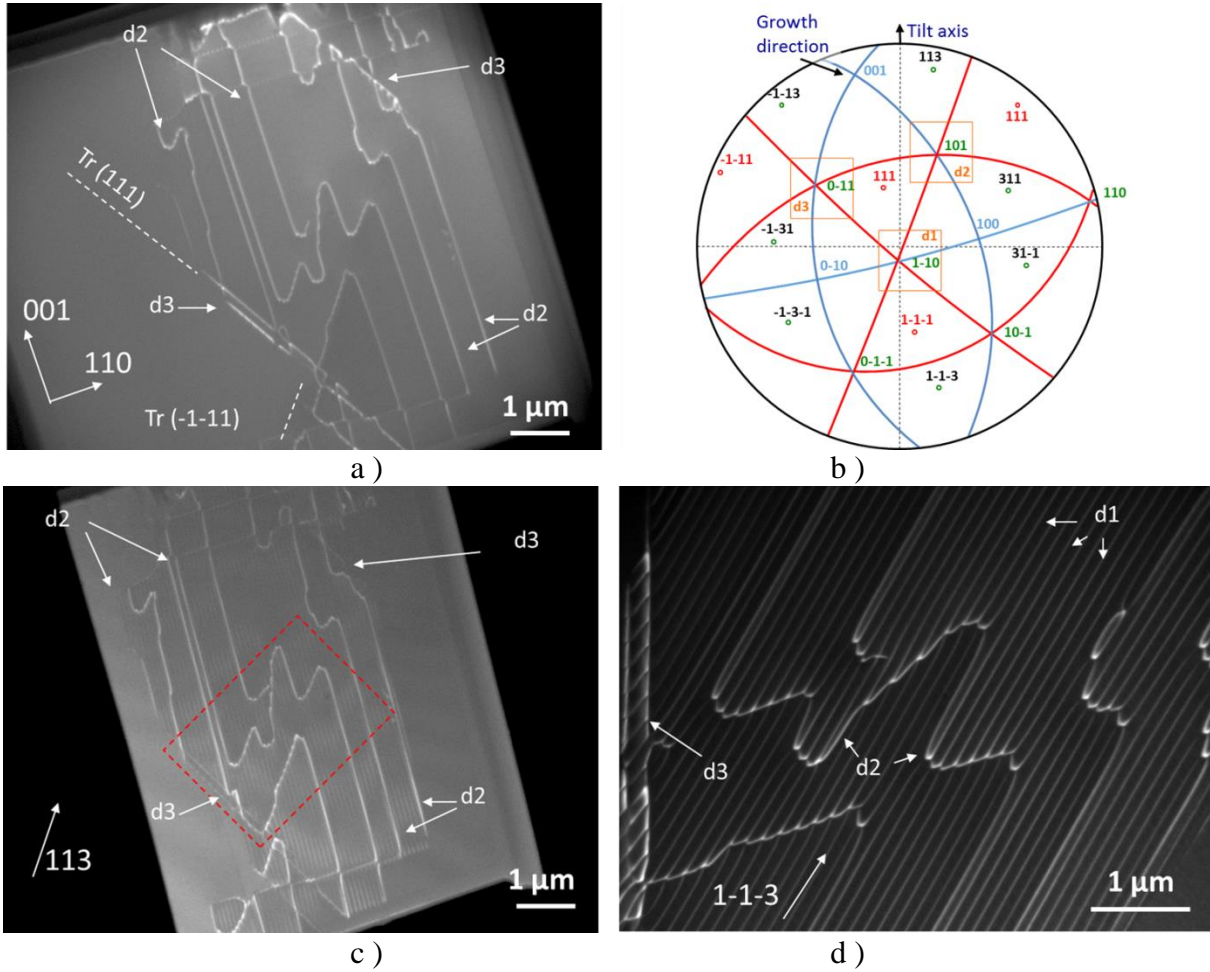 d2
d3
Tr (111)
d3
001
110
d2
Tr (-1-11)
1 µm
a )
Growth
direction
Tilt axis
001
113
-1-13
111
101
-1-11
111
0-11
d2
311
d3
110
-1-31
d1
100
0-10
1-10
31-1
-1-3-1
1-1-1
10-1
0-1-1
1-1-3
b )
d2
d3
d3
d2
113
1 µm
c )
d1
d3
d2
1-1-3
1 µm
d )